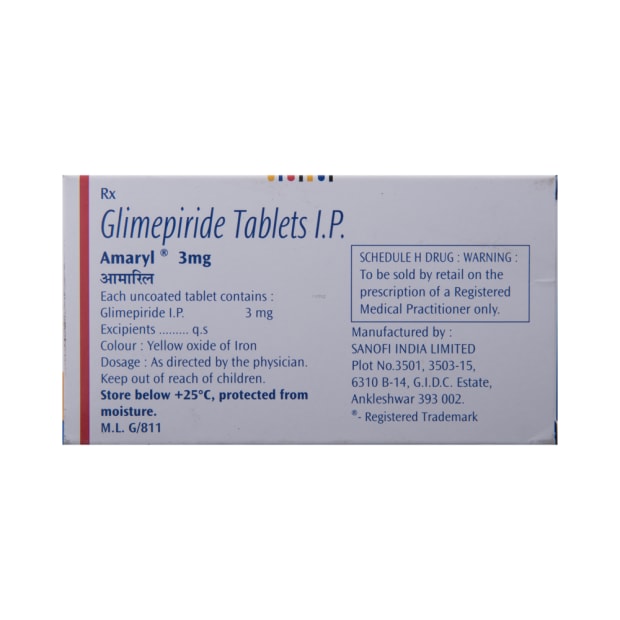 Rx
Glimepiride Tablets I.P.
Amaryl ® 3mg
आमारिल
Each uncoated tablet contains :
Glimepiride I.P. 3 mg
Excipients ......... q.s
Colour : Yellow oxide of Iron
Dosage : As directed by the physician.
Keep out of reach of children.
Store below +25°C, protected from
moisture.
M.L. G/811
SCHEDULE H DRUG : WARNING :
To be sold by retail on the
prescription of a Registered
Medical Practitioner only.
Manufactured by :
SANOFI INDIA LIMITED
Plot No.3501, 3503-15,
6310 B-14, G.I.D.C. Estate,
Ankleshwar 393 002.
®- Registered Trademark